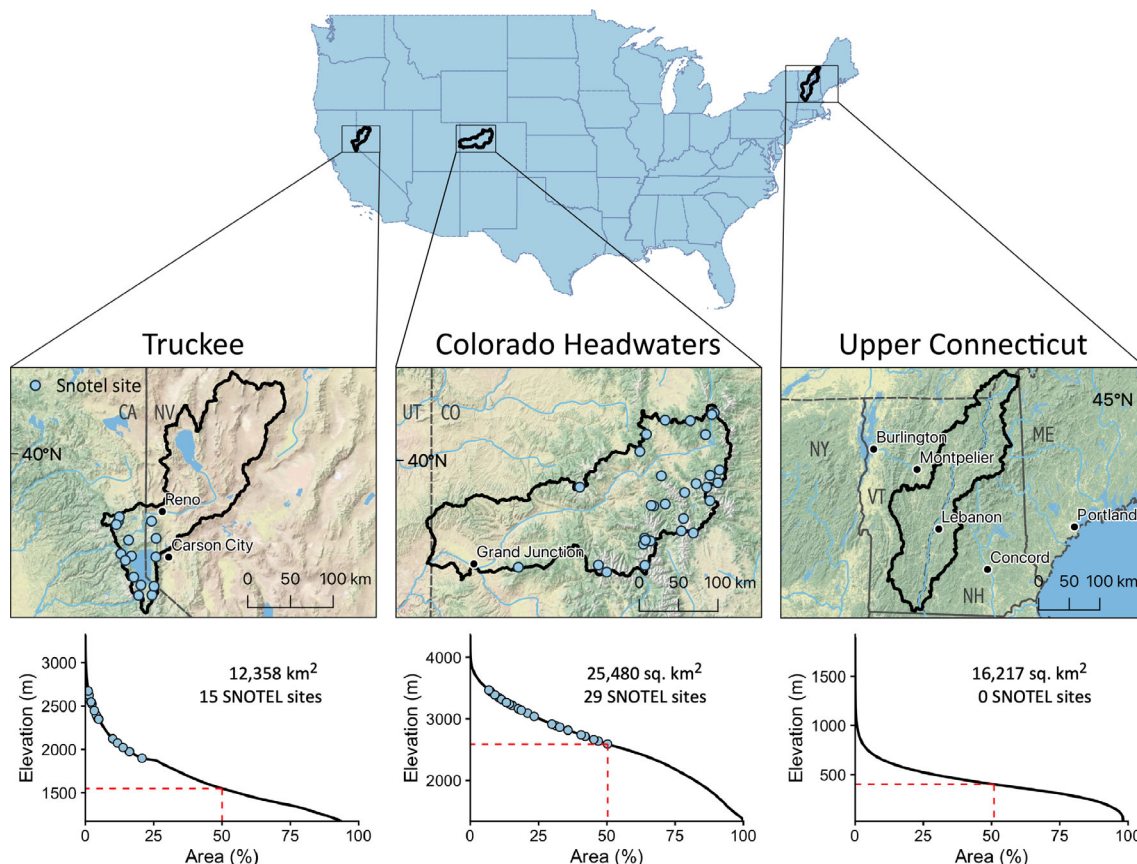 Truckee
Colorado Headwaters
Upper Connecticut
Snotel site
CA
NV
40°N
Reno
Carson City
0 50 100 km
UT
CO
40°N
Grand Junction
0 50 100 km
45°N
NY
ME
Burlington
Montpelier
VT
Lebanon
Portland
Concord
NH
0 50 100 km
12,358 km²
15 SNOTEL sites
Elevation (m)
3000
2500
2000
1500
0 25 50 75 100
Area (%)
25,480 sq. km²
29 SNOTEL sites
Elevation (m)
4000
3000
2000
0 25 50 75 100
Area (%)
16,217 sq. km²
0 SNOTEL sites
Elevation (m)
1500
1000
500
0 25 50 75 100
Area (%)